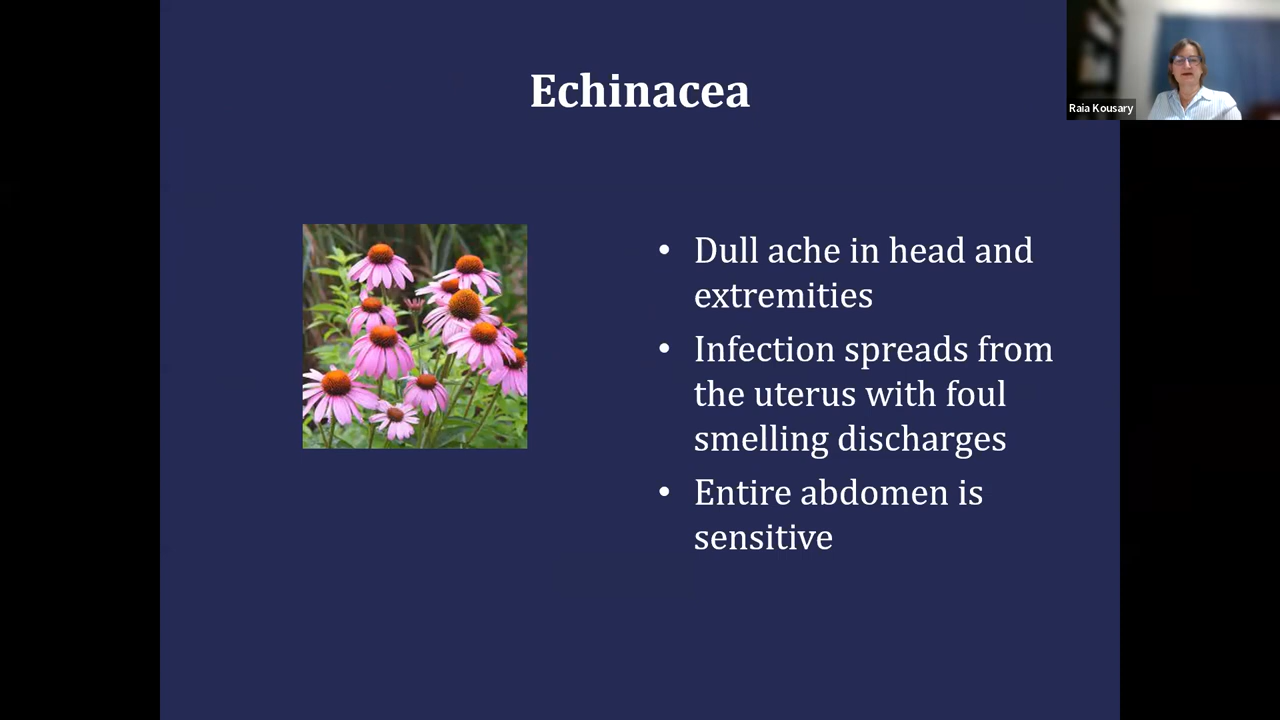 Echinacea
Raia Kousary
• Dull ache in head and
extremities
• Infection spreads from
the uterus with foul
smelling discharges
• Entire abdomen is
sensitive